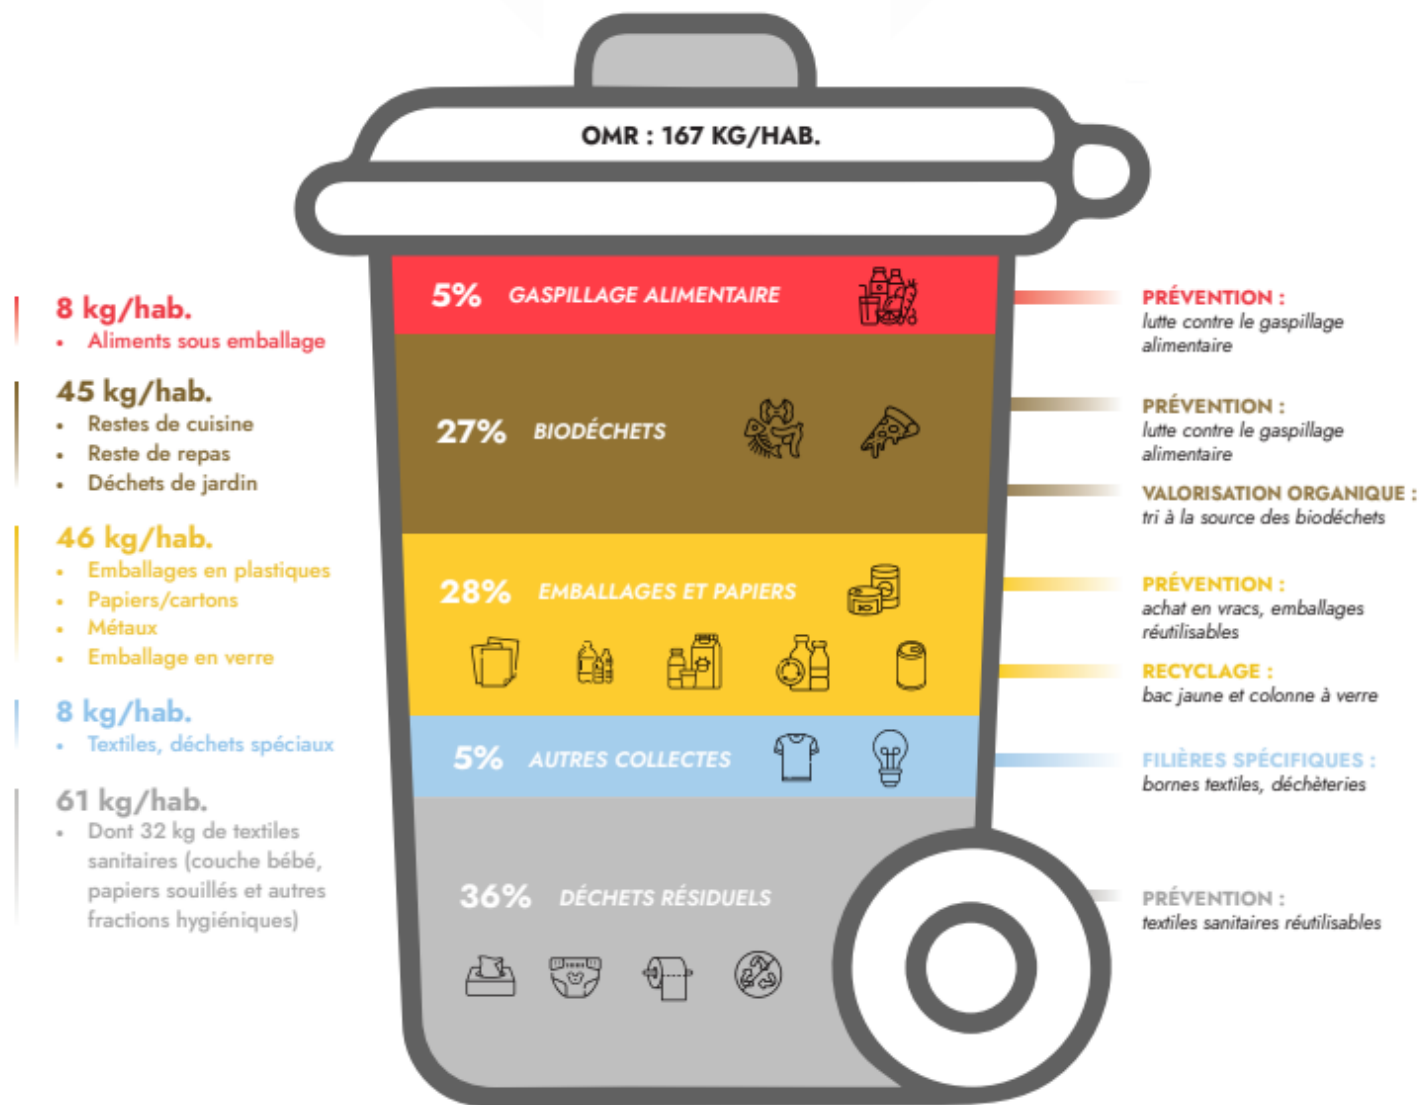 OMR : 167 KG/HAB.
8 kg/hab.
• Aliments sous emballage
45 kg/hab.
• Restes de cuisine
• Reste de repas
• Déchets de jardin
46 kg/hab.
• Emballages en plastiques
• Papiers/cartons
• Métaux
• Emballage en verre
8 kg/hab.
• Textiles, déchets spéciaux
61 kg/hab.
• Dont 32 kg de textiles
sanitaires (couche bébé,
papiers souillés et autres
fractions hygiéniques)
5% GASPILLAGE ALIMENTAIRE
27% BIODÉCHETS
28% EMBALLAGES ET PAPIERS
5% AUTRES COLLECTES
36% DÉCHETS RÉSIDUELS
PRÉVENTION :
lutte contre le gaspillage
alimentaire
PRÉVENTION :
lutte contre le gaspillage
alimentaire
VALORISATION ORGANIQUE :
tri à la source des biodéchets
PRÉVENTION :
achat en vracs, emballages
réutilisables
RECYCLAGE :
bac jaune et colonne à verre
FILIÈRES SPÉCIFIQUES :
bornes textiles, déchèteries
PRÉVENTION :
textiles sanitaires réutilisables